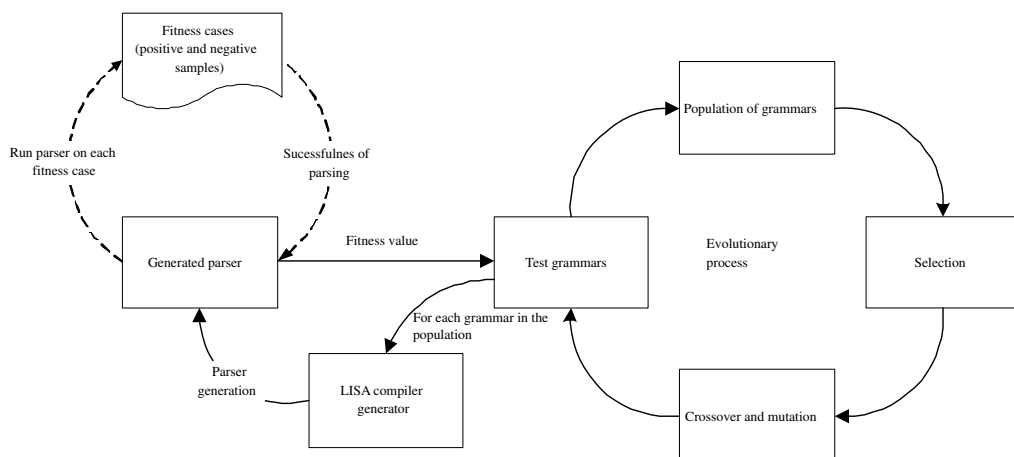 Fitness cases
(positive and negative
samples)
Run parser on each
fitness case
Sucessfulnes of
parsing
Generated parser
Fitness value
Test grammars
For each grammar in the
population
Parser
generation
LISA compiler
generator
Population of grammars
Evolutionary
process
Selection
Crossover and mutation